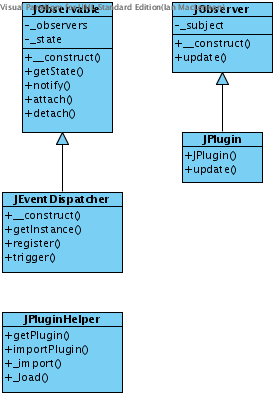 Visual Paradigm for UML Standard Edition(Ian MacLennan)
JObservable
-_observers
-_state
+__construct()
+getState()
+notify()
+attach()
+detach()
JObserver
-_subject
+__construct()
+update()
JPlugin
+JPlugin()
+update()
JEventDispatcher
+__construct()
+getInstance()
+register()
+trigger()
JPluginHelper
+getPlugin()
+importPlugin()
+_import()
+_load()